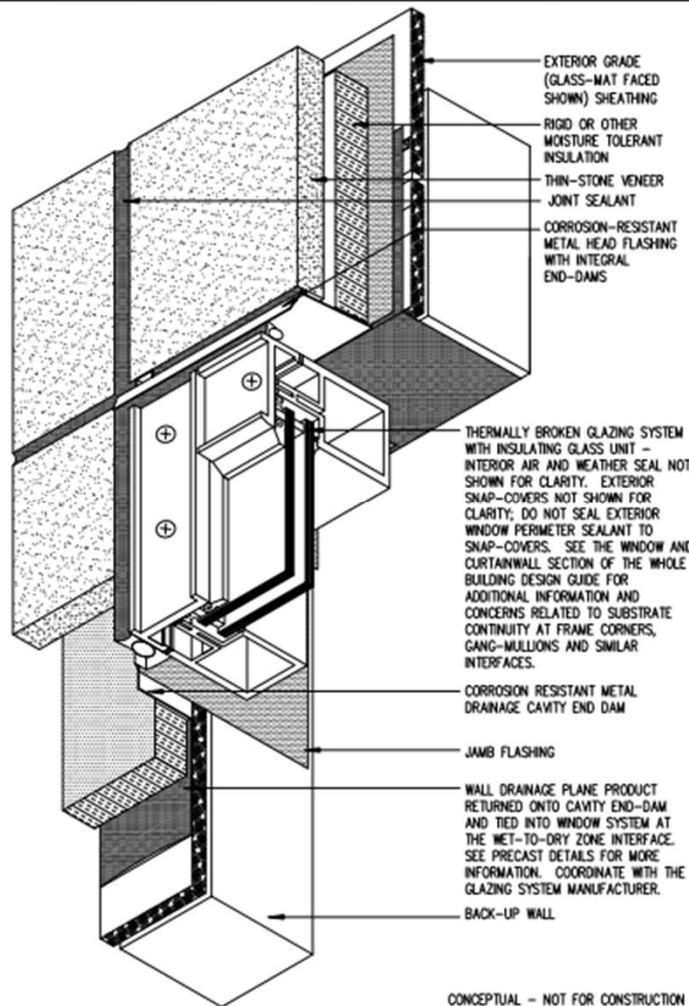 EXTERIOR GRADE
(GLASS-MAT FACED
SHOWN) SHEATHING
RIGID OR OTHER
MOISTURE TOLERANT
INSULATION
THIN-STONE VENEER
JOINT SEALANT
CORROSION-RESISTANT
METAL HEAD FLASHING
WITH INTEGRAL
END-DAMS
THERMALLY BROKEN GLAZING SYSTEM
WITH INSULATING GLASS UNIT -
INTERIOR AIR AND WEATHER SEAL NOT
SHOWN FOR CLARITY. EXTERIOR
SNAP-COVERS NOT SHOWN FOR
CLARITY; DO NOT SEAL EXTERIOR
WINDOW PERIMETER SEALANT TO
SNAP-COVERS. SEE THE WINDOW AND
CURTAINWALL SECTION OF THE WHOLE
BUILDING DESIGN GUIDE FOR
ADDITIONAL INFORMATION AND
CONCERNS RELATED TO SUBSTRATE
CONTINUITY AT FRAME CORNERS,
GANG-MULLIONS AND SIMILAR
INTERFACES.
CORROSION RESISTANT METAL
DRAINAGE CAVITY END DAM
JAMB FLASHING
WALL DRAINAGE PLANE PRODUCT
RETURNED ONTO CAVITY END-DAM
AND TIED INTO WINDOW SYSTEM AT
THE WET-TO-DRY ZONE INTERFACE.
SEE PRECAST DETAILS FOR MORE
INFORMATION. COORDINATE WITH THE
GLAZING SYSTEM MANUFACTURER.
BACK-UP WALL
CONCEPTUAL - NOT FOR CONSTRUCTION